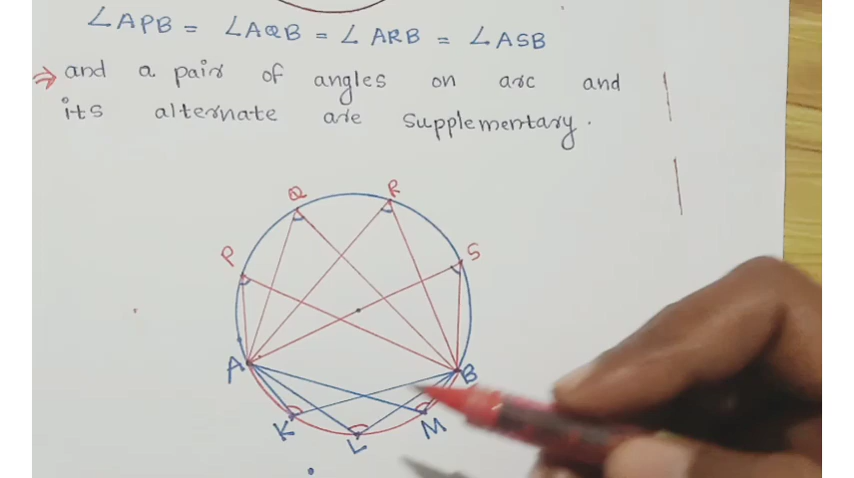 ∠APB = ∠AQB = ∠ARB = ∠ASB
⇒ and a pair of angles on arc and
its alternate are supplementary.
Q R
P S
A B
K L M